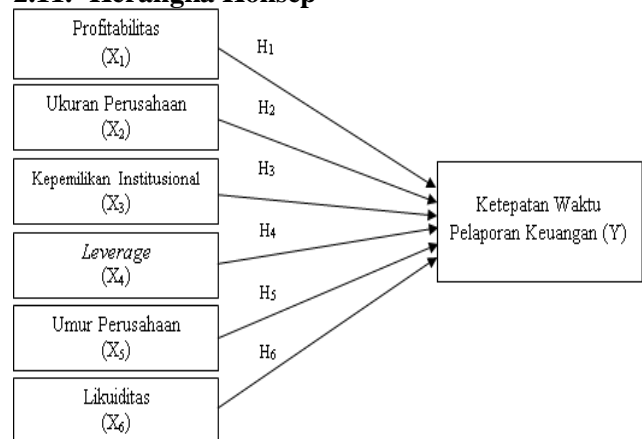 2.11. Kerangka Konsep
Profitabilitas
(X₁)
H₁
Ukuran Perusahaan
(X₂)
H₂
Kepemilikan Institusional
(X₃)
H₃
Leverage
(X₄)
H₄
Umur Perusahaan
(X₅)
H₅
Likuiditas
(X₆)
H₆
Ketepatan Waktu
Pelaporan Keuangan (Y)